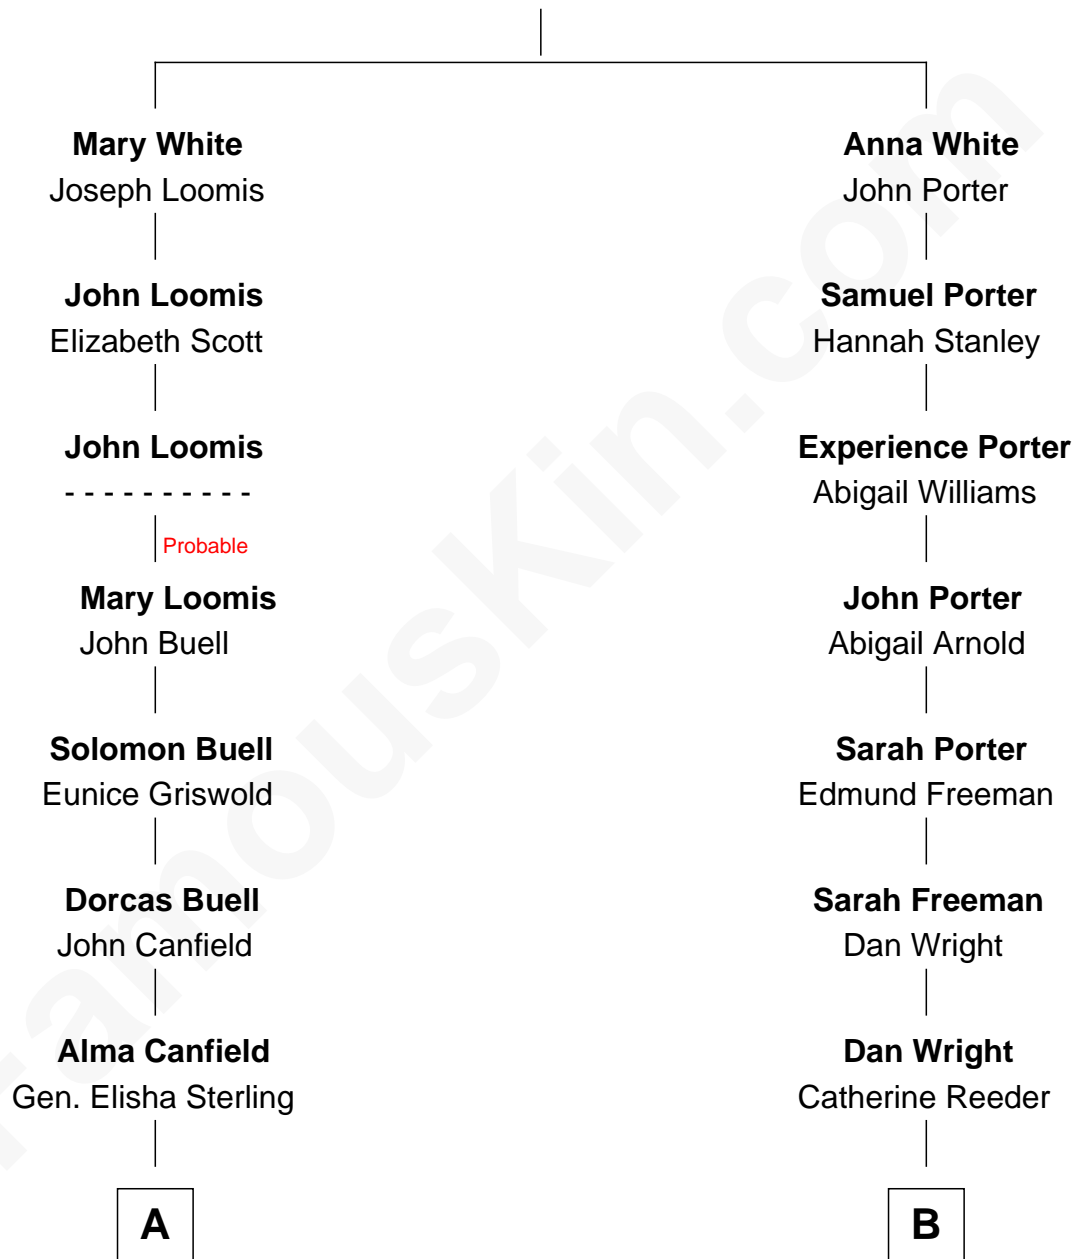 Mary White
Joseph Loomis
John Loomis
Elizabeth Scott
John Loomis
- - - - - - - - - -
Probable
Mary Loomis
John Buell
Solomon Buell
Eunice Griswold
Dorcas Buell
John Canfield
Alma Canfield
Gen. Elisha Sterling
A
Anna White
John Porter
Samuel Porter
Hannah Stanley
Experience Porter
Abigail Williams
John Porter
Abigail Arnold
Sarah Porter
Edmund Freeman
Sarah Freeman
Dan Wright
Dan Wright
Catherine Reeder
B
FamousKin.com